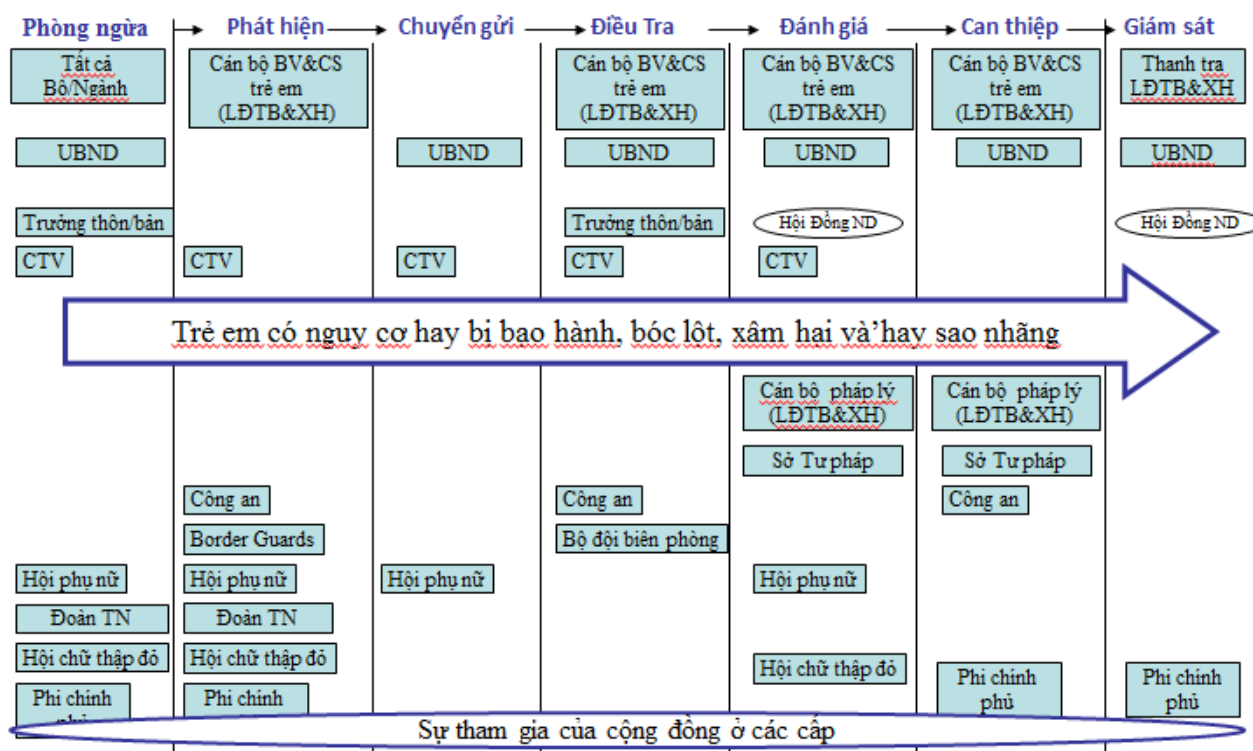 Phòng ngừa
Phát hiện
Chuyển gửi
Điều Tra
Đánh giá
Can thiệp
Giám sát
Tất cả
Bộ/Ngành
Cán bộ BV&CS
trẻ em
(LĐTB&XH)
Cán bộ BV&CS
trẻ em
(LĐTB&XH)
Cán bộ BV&CS
trẻ em
(LĐTB&XH)
Cán bộ BV&CS
trẻ em
(LĐTB&XH)
Thanh tra
LĐTB&XH
UBND
UBND
UBND
UBND
UBND
UBND
Trưởng thôn/bản
Trưởng thôn/bản
Hội Đồng ND
Hội Đồng ND
CTV
CTV
CTV
CTV
CTV
Trẻ em có nguy cơ hay bị bạo hành, bóc lột, xâm hại và'hay sao nhãng
Cán bộ pháp lý
(LĐTB&XH)
Cán bộ pháp lý
(LĐTB&XH)
Sở Tư pháp
Sở Tư pháp
Công an
Công an
Công an
Border Guards
Bộ đội biên phòng
Hội phụ nữ
Hội phụ nữ
Hội phụ nữ
Hội phụ nữ
Đoàn TN
Đoàn TN
Hội chữ thập đỏ
Hội chữ thập đỏ
Hội chữ thập đỏ
Phi chính
phủ
Phi chính
Phi chính
phủ
Phi chính
phủ
Sự tham gia của cộng đồng ở các cấp